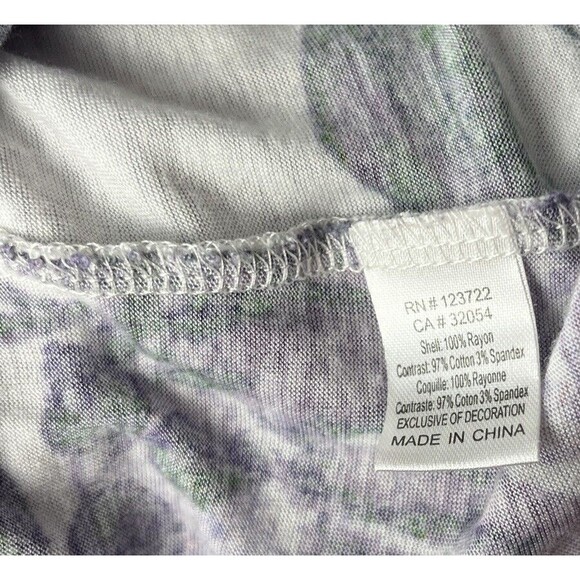 RN # 123722
CA # 32054
Shell: 100% Rayon
Contrast: 97% Cotton 3% Spandex
Coquille: 100% Rayonne
Contraste: 97% Coton 3% Spandex
EXCLUSIVE OF DECORATION
MADE IN CHINA